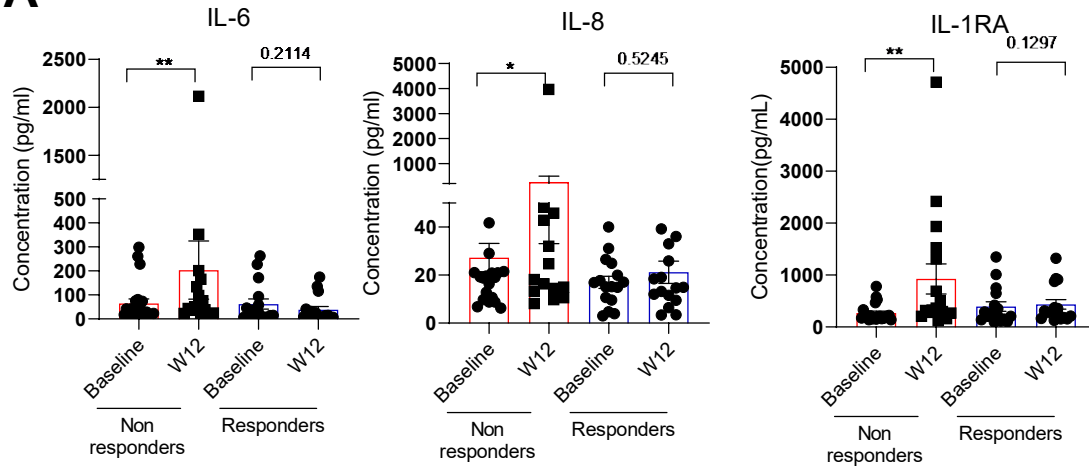 A
IL-6
Concentration (pg/ml)
2500
2000
1500
500
400
300
200
100
0
**
0.2114
Baseline
W12
Baseline
W12
Non
responders
Responders
IL-8
Concentration (pg/ml)
5000
4000
3000
2000
1000
40
20
0
*
0.5245
Baseline
W12
Baseline
W12
Non
responders
Responders
IL-1RA
Concentration(pg/mL)
5000
4000
3000
2000
1000
0
**
0.1297
Baseline
W12
Baseline
W12
Non
responders
Responders